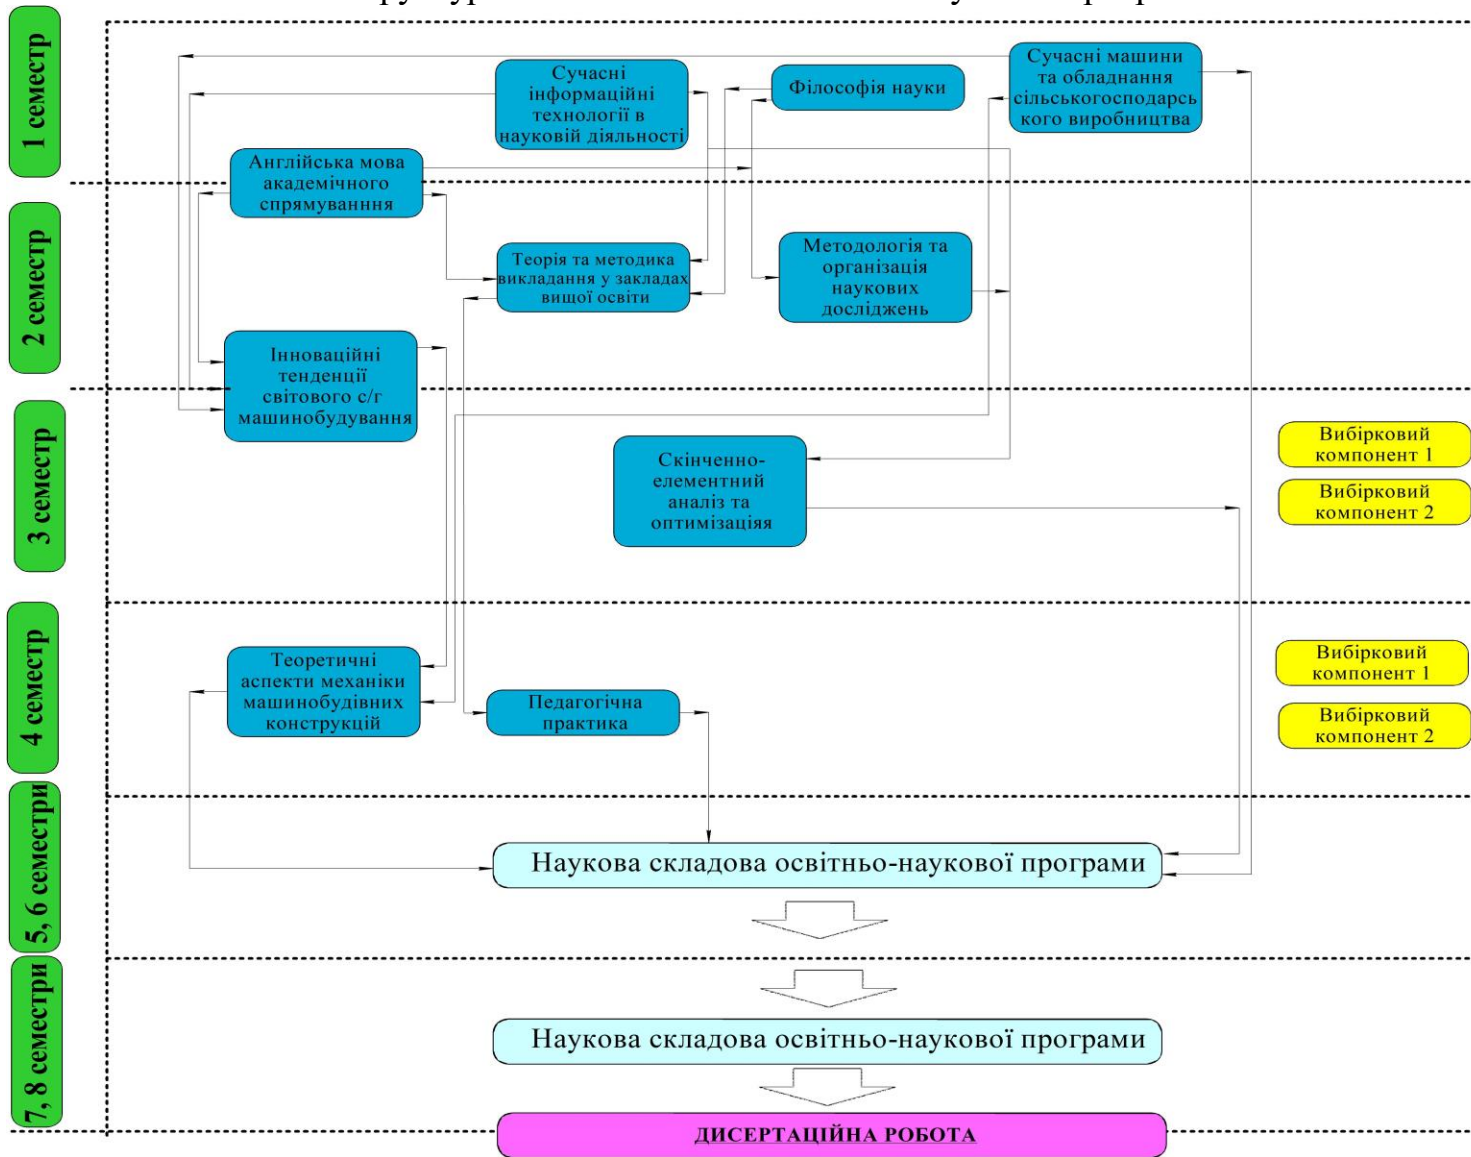 1 семестр
Сучасні
інформаційні
технології в
науковій діяльності
Філософія науки
Сучасні машини
та обладнання
сільськогосподарсь
кого виробництва
Англійська мова
академічного
спрямуванння
2 семестр
Теорія та методика
викладання у закладах
вищої освіти
Методологія та
організація
наукових
досліджень
Інноваційні
тенденції
світового с/г
машинобудування
3 семестр
Скінченно-
елементний
аналіз та
оптимізаціяя
Вибірковий
компонент 1
Вибірковий
компонент 2
4 семестр
Теоретичні
аспекти механіки
машинобудівних
конструкцій
Педагогічна
практика
Вибірковий
компонент 1
Вибірковий
компонент 2
5, 6 семестри
Наукова складова освітньо-наукової програми
7, 8 семестри
Наукова складова освітньо-наукової програми
ДИСЕРТАЦІЙНА РОБОТА